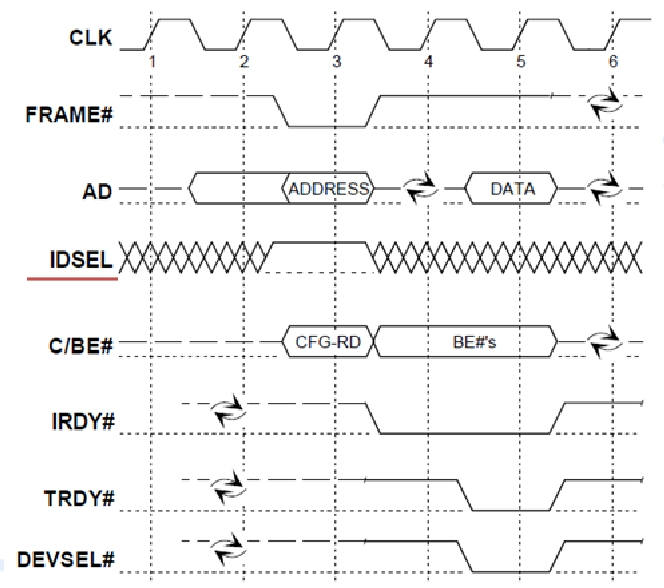 CLK
1 2 3 4 5 6
FRAME#
AD ADDRESS DATA
IDSEL
C/BE# CFG-RD BE#'s
IRDY#
TRDY#
DEVSEL#